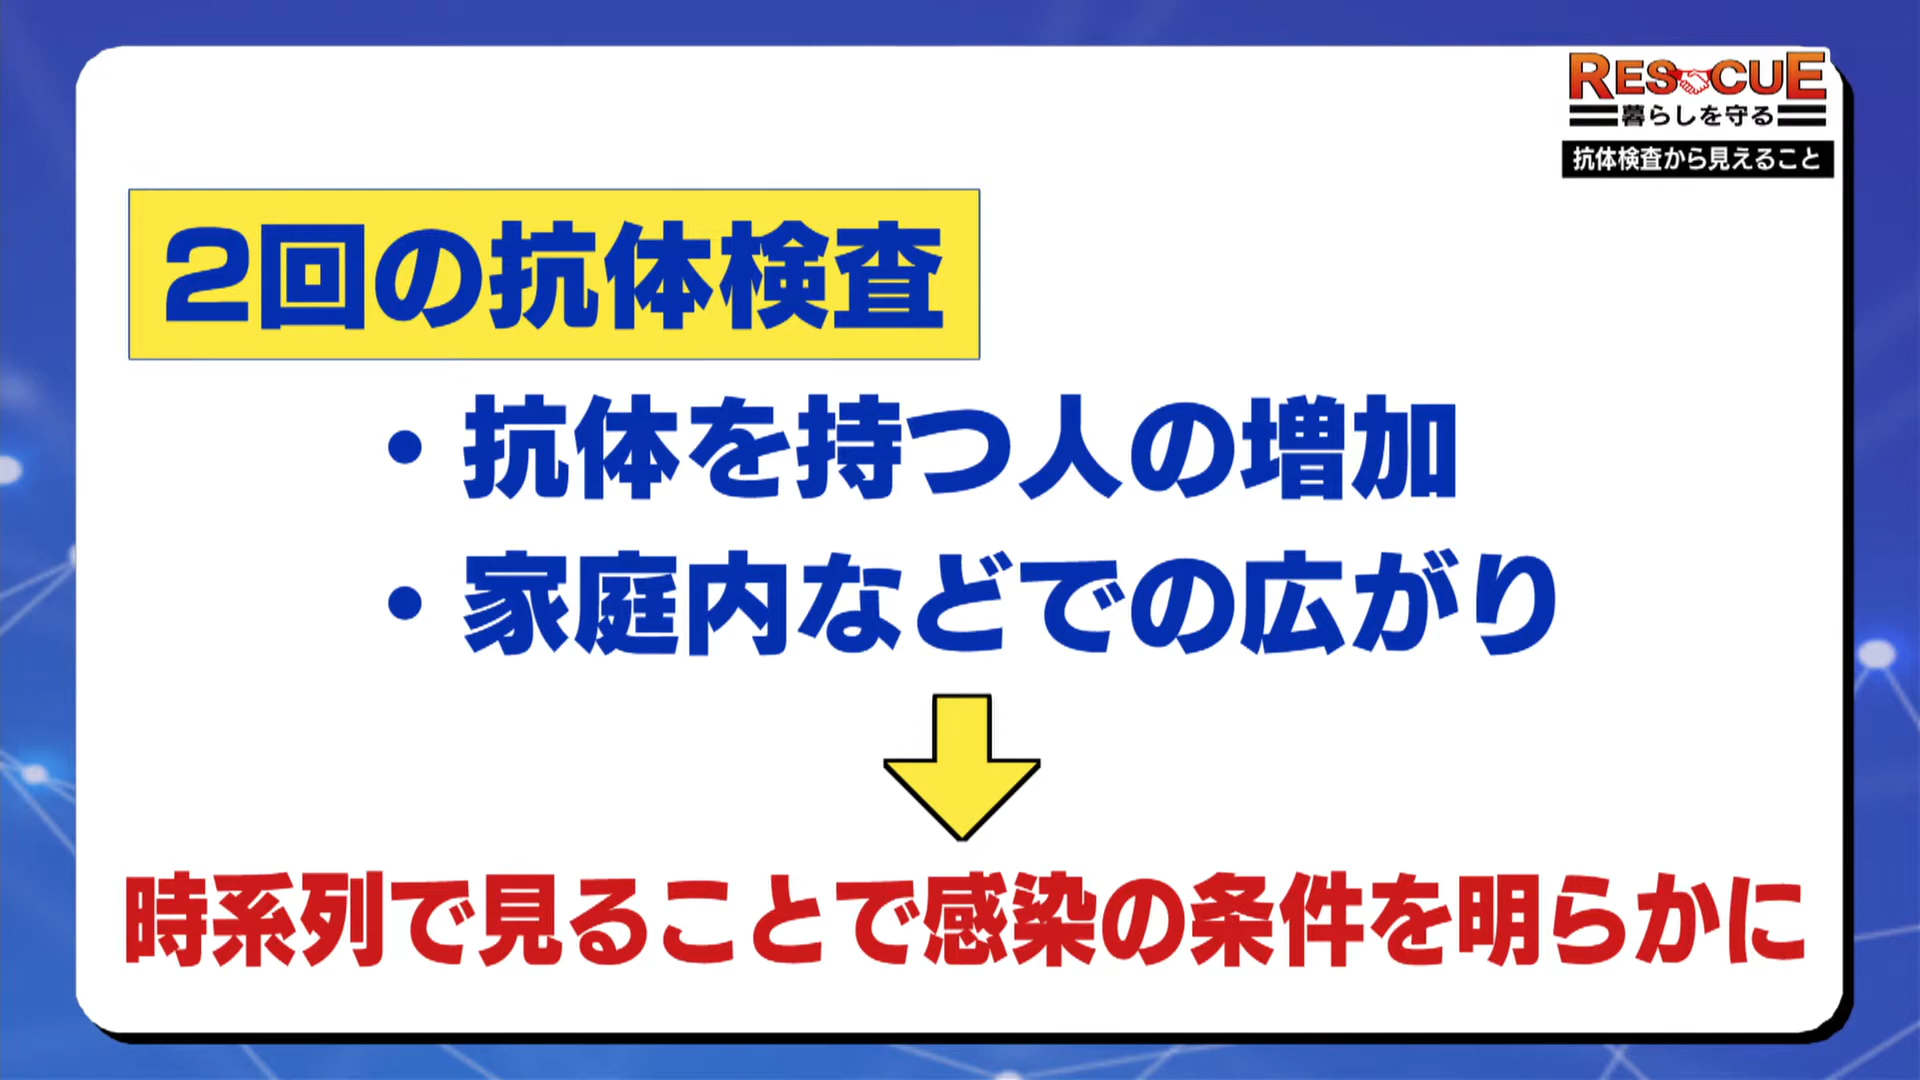 RESCUE
暮らしを守る
抗体検査から見えること
2回の抗体検査
・抗体を持つ人の増加
・家庭内などでの広がり
時系列で見ることで感染の条件を明らかに